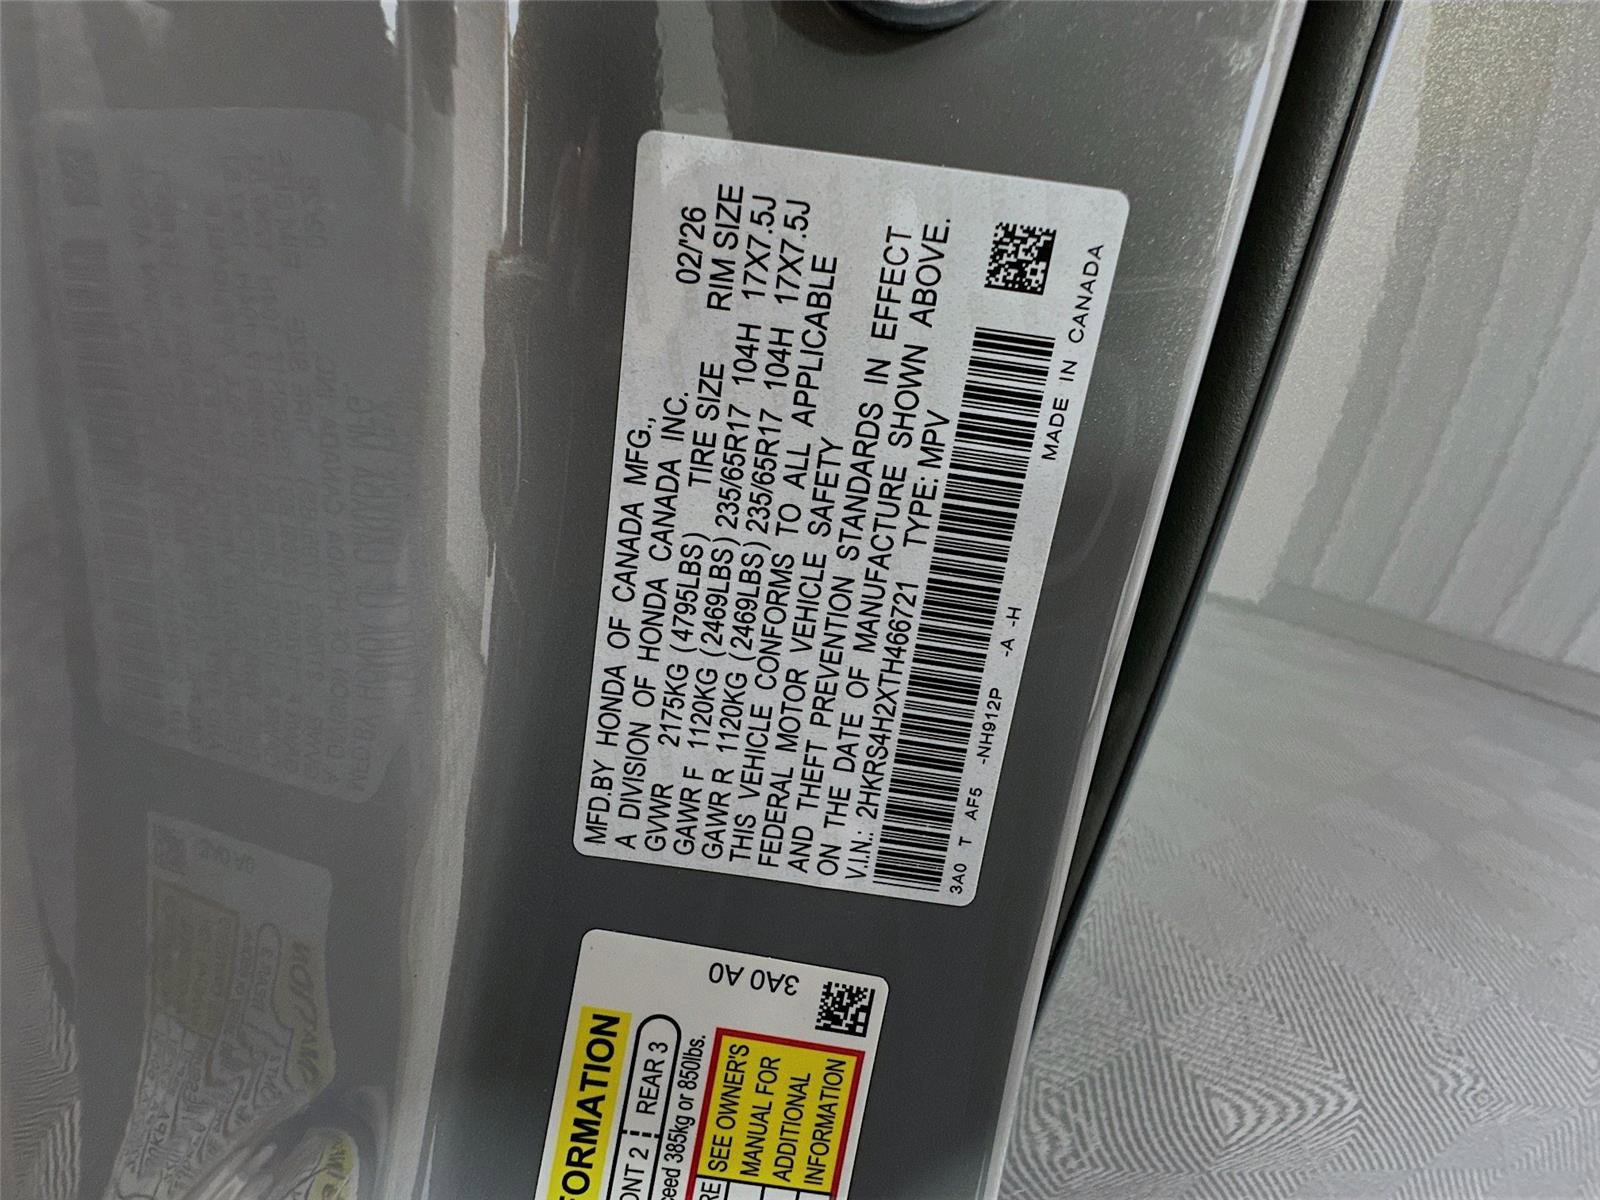 MFD.BY HONDA OF CANADA MFG.,
A DIVISION OF HONDA CANADA INC. 02/'26
GVWR 2175KG (4795LBS) TIRE SIZE RIM SIZE
GAWR F 1120KG (2469LBS) 235/65R17 104H 17X7.5J
GAWR R 1120KG (2469LBS) 235/65R17 104H 17X7.5J
THIS VEHICLE CONFORMS TO ALL APPLICABLE
FEDERAL MOTOR VEHICLE SAFETY
AND THEFT PREVENTION STANDARDS IN EFFECT
ON THE DATE OF MANUFACTURE SHOWN ABOVE.
V.I.N.: 2HKRS4H2XTH466721 TYPE: MPV
3A0 T AF5 -NH912P -A -H MADE IN CANADA
3A0 A0
REAR 3
385kg or 850lbs.
SEE OWNER'S
MANUAL FOR
ADDITIONAL
INFORMATION